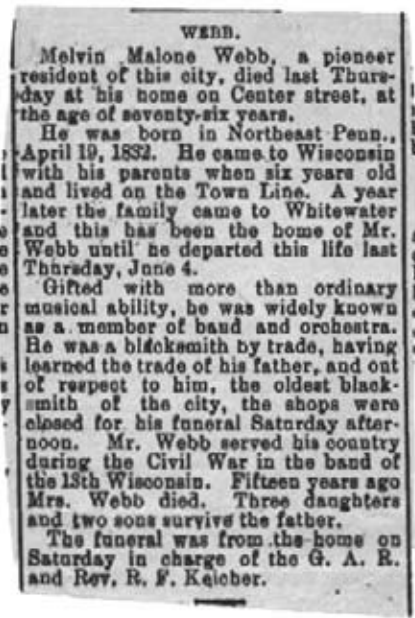 WEBB.
Melvin Malone Webb, a pioneer
resident of this city, died last Thurs-
day at his home on Center street, at
the age of seventy-six years.
He was born in Northeast Penn.,
April 19, 1832. He came to Wisconsin
with his parents when six years old
and lived on the Town Line. A year
later the family came to Whitewater
and this has been the home of Mr.
Webb until he departed this life last
Thursday, June 4.
Gifted with more than ordinary
musical ability, he was widely known
as a member of band and orchestra.
He was a blacksmith by trade, having
learned the trade of his father, and out
of respect to him, the oldest black-
smith of the city, the shops were
closed for his funeral Saturday after-
noon. Mr. Webb served his country
during the Civil War in the band of
the 13th Wisconsin. Fifteen years ago
Mrs. Webb died. Three daughters
and two sons survive the father.
The funeral was from the home on
Saturday in charge of the G. A. R.
and Rev. R. F. Kelcher.